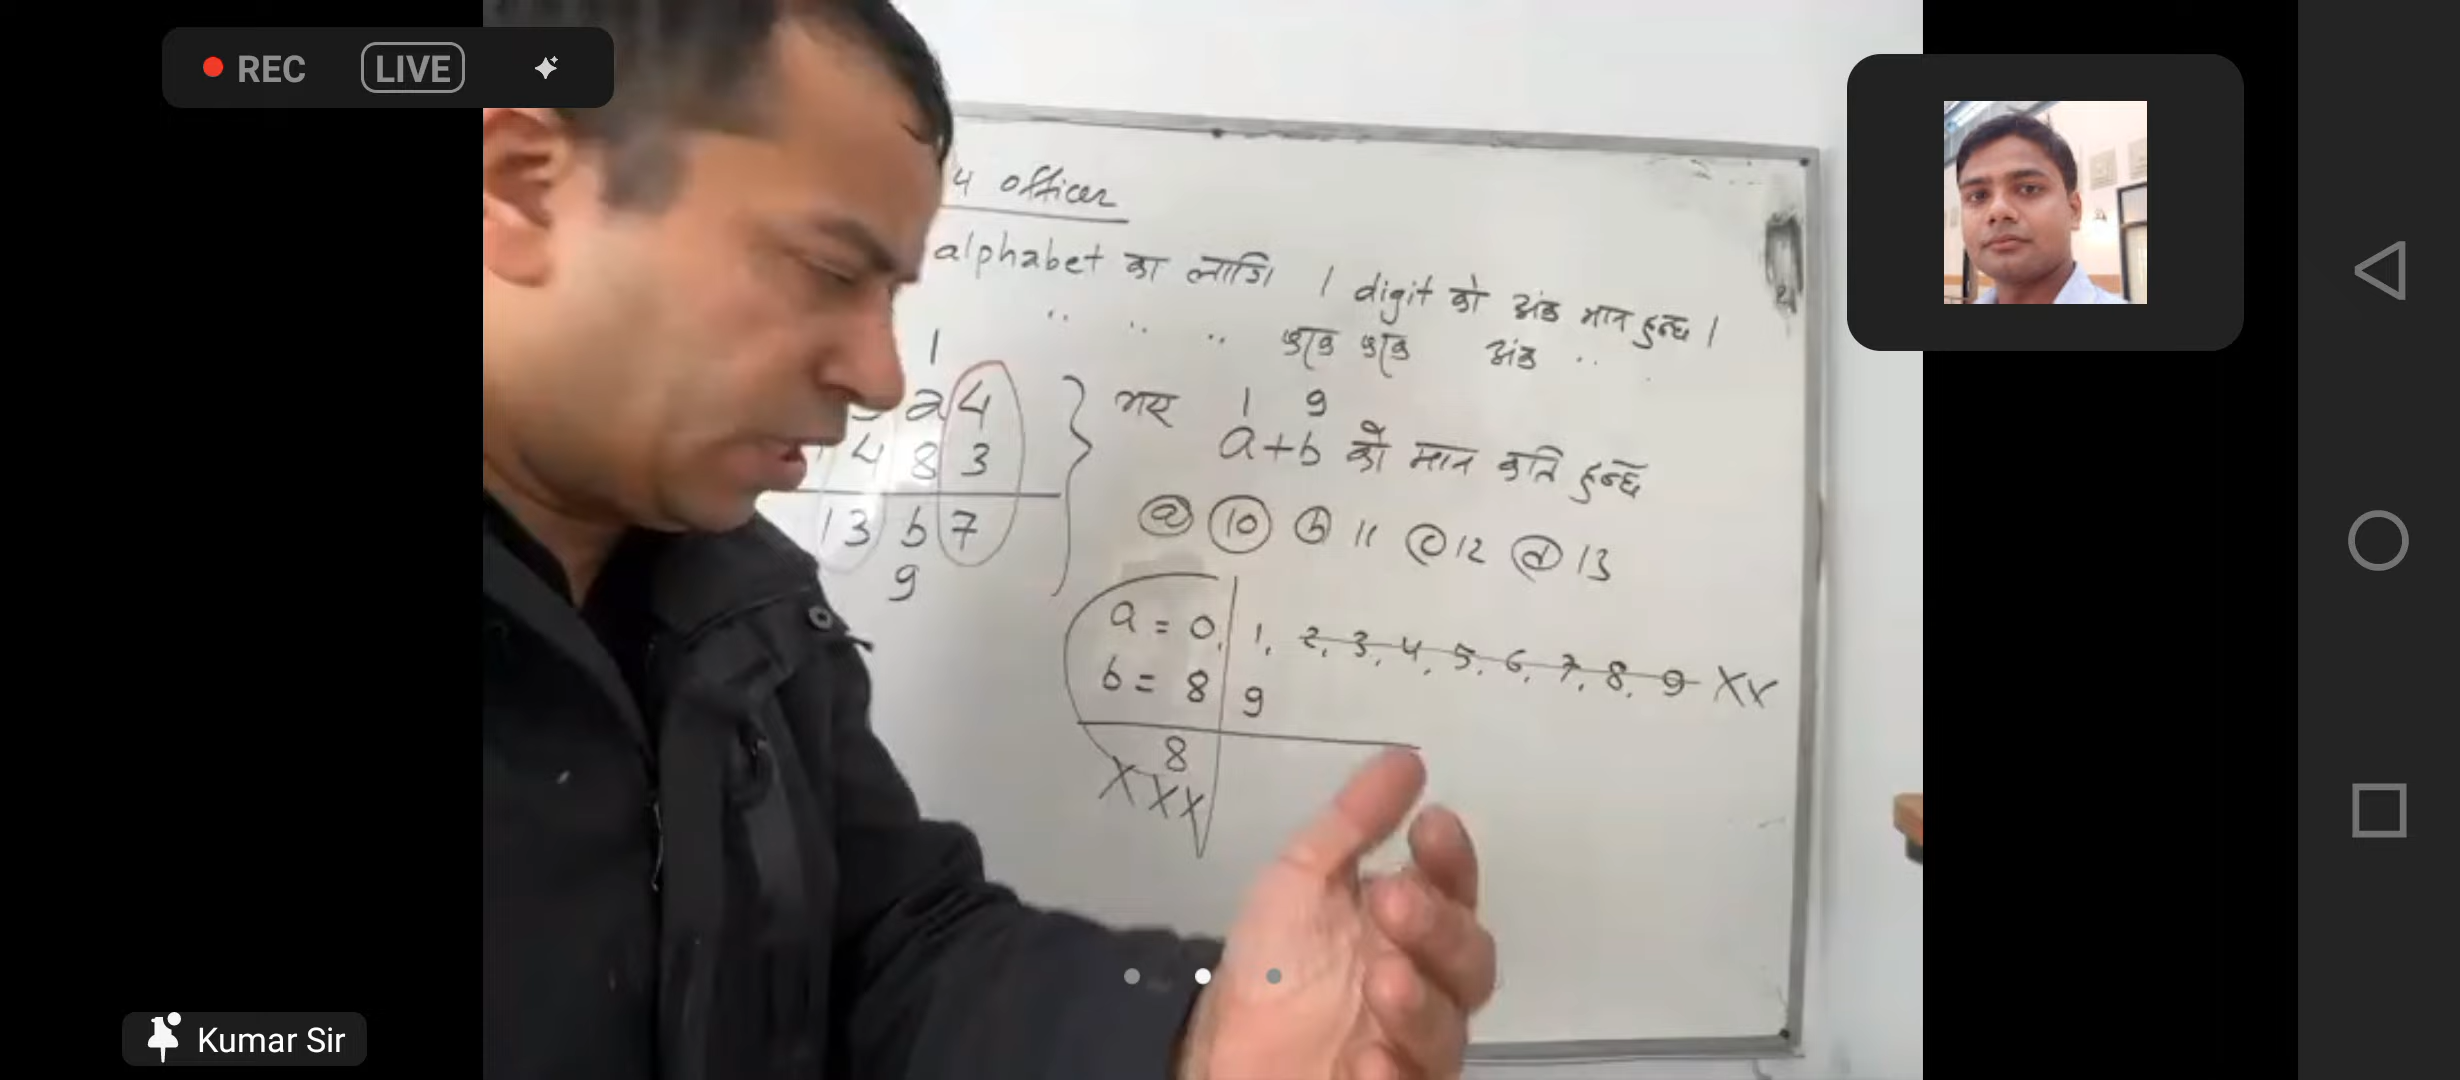 REC LIVE
4 officer
alphabet का लागि 1 digit को अंक मान हुन्छ ।
.. .. .. एक एक अंक ..
1
a 4
4 8 3
1 3 b 7
9
भए 1 9
a+b को मान कति हुन्छ
ⓐ 10 ⓑ 11 ⓒ 12 ⓓ 13
a = 0, 1, 2, 3, 4, 5, 6, 7, 8, 9 XX
b = 8 9
8
XXX
Kumar Sir